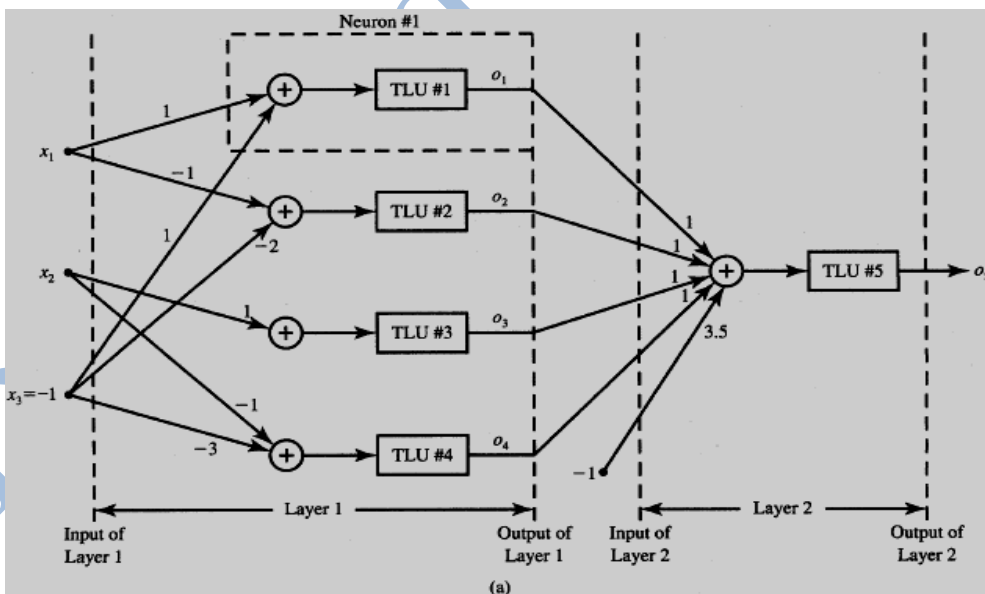 Neuron #1
TLU #1
o₁
1
x₁
−1
TLU #2
o₂
1
−2
1
1
x₂
1
TLU #3
o₃
1
1
TLU #5
o
3.5
x₃=−1
−1
−3
TLU #4
o₄
−1
Layer 1
Layer 2
Input of
Layer 1
Output of
Layer 1
Input of
Layer 2
Output of
Layer 2
(a)